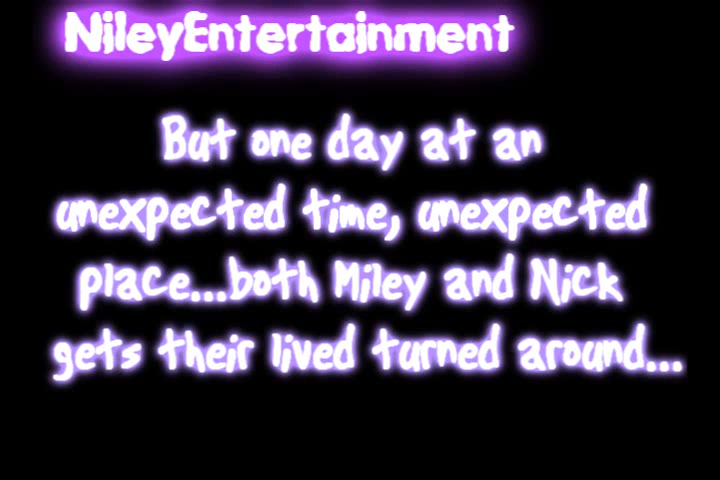 NileyEntertainment
But one day at an
unexpected time, unexpected
place...both Miley and Nick
gets their lived turned around...